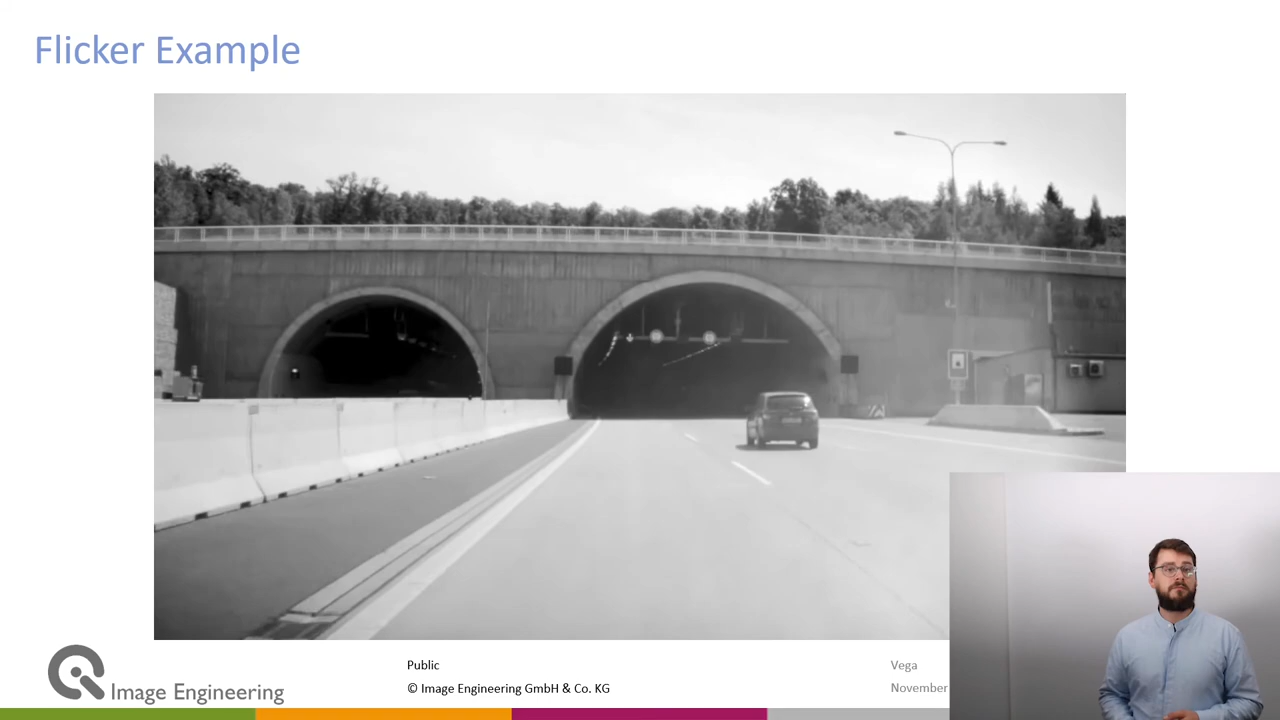 Flicker Example
Image Engineering
Public
© Image Engineering GmbH & Co. KG
Vega
November